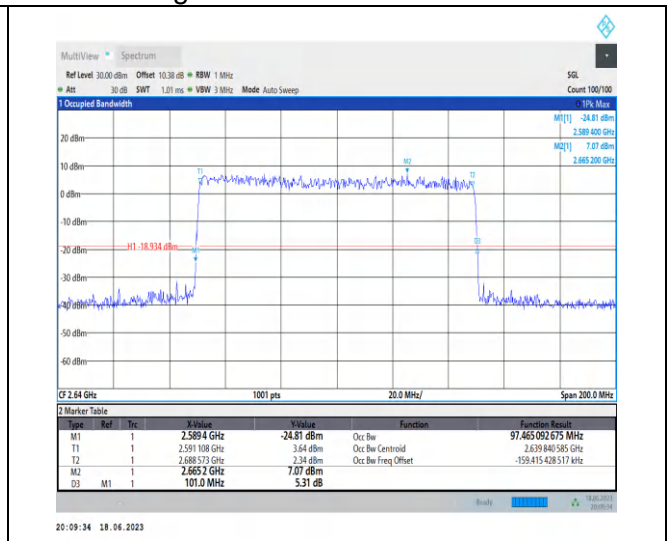 MultiView Spectrum
Ref Level 30.00 dBm Offset 10.38 dB RBW 1 MHz SGL
Att 30 dB SWT 1.01 ms VBW 3 MHz Mode Auto Sweep Count 100/100
1 Occupied Bandwidth 1Pk Max
M1[1] -24.81 dBm
2.589 400 GHz
M2[1] 7.07 dBm
2.665 200 GHz
20 dBm
10 dBm
M2
T1
T2
0 dBm
-10 dBm
H1 -18.934 dBm
D3
-20 dBm
M1
-30 dBm
-40 dBm
-50 dBm
-60 dBm
CF 2.64 GHz 1001 pts 20.0 MHz/ Span 200.0 MHz
2 Marker Table
Type Ref Trc X-Value Y-Value Function Function Result
M1 1 2.5894 GHz -24.81 dBm Occ Bw 97.465 092 675 MHz
T1 1 2.591 108 GHz 3.64 dBm Occ Bw Centroid 2.639 840 585 GHz
T2 1 2.688 573 GHz 2.34 dBm Occ Bw Freq Offset -159.415 428 517 kHz
M2 1 2.6652 GHz 7.07 dBm
D3 M1 1 101.0 MHz 5.31 dB
Ready 18.06.2023
20:09:34
20:09:34 18.06.2023